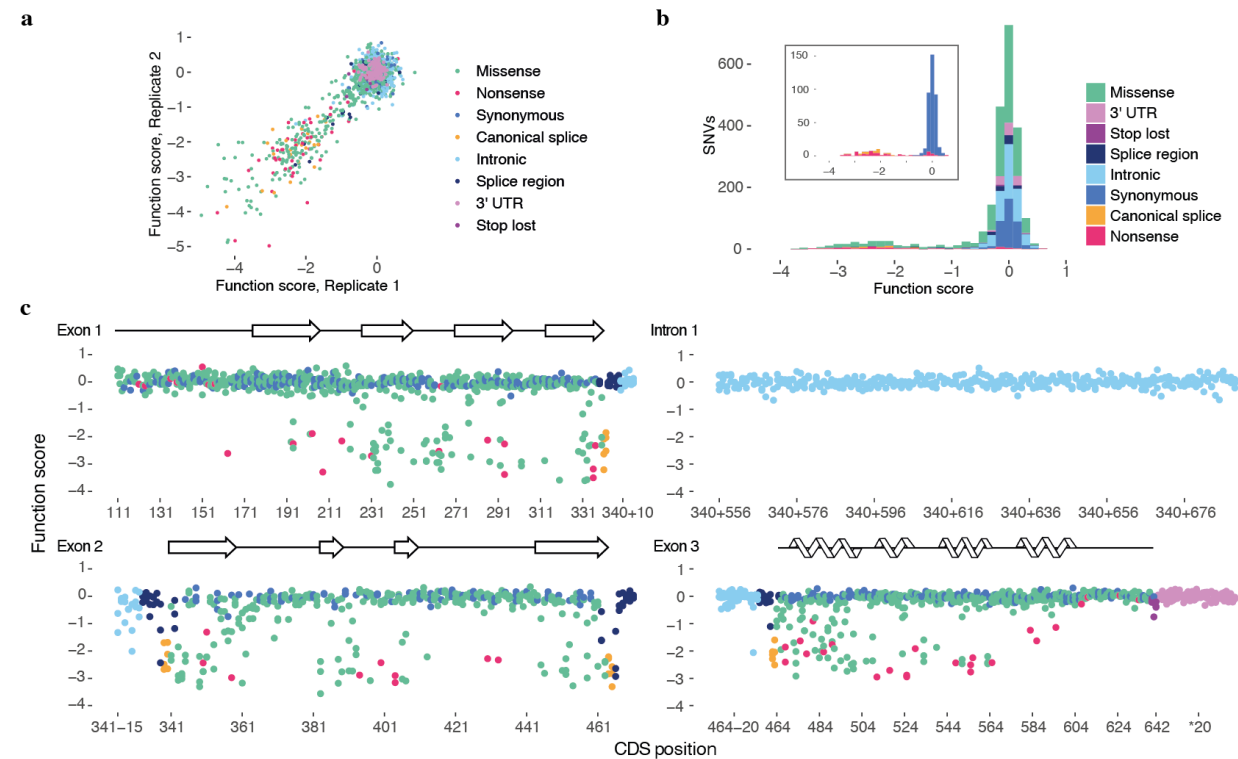 a
Function score, Replicate 2
1
0
−1
−2
−3
−4
−5
−4
−2
0
Function score, Replicate 1
Missense
Nonsense
Synonymous
Canonical splice
Intronic
Splice region
3' UTR
Stop lost
b
SNVs
600
400
200
0
150
100
50
0
−4
−2
0
−4
−3
−2
−1
0
1
Function score
Missense
3' UTR
Stop lost
Splice region
Intronic
Synonymous
Canonical splice
Nonsense
c
Function score
Exon 1
1
0
−1
−2
−3
−4
111 131 151 171 191 211 231 251 271 291 311 331 340+10
Intron 1
1
0
−1
−2
−3
−4
340+556 340+576 340+596 340+616 340+636 340+656 340+676
Exon 2
1
0
−1
−2
−3
−4
341−15 341 361 381 401 421 441 461
Exon 3
1
0
−1
−2
−3
−4
464−20 464 484 504 524 544 564 584 604 624 642 *20
CDS position